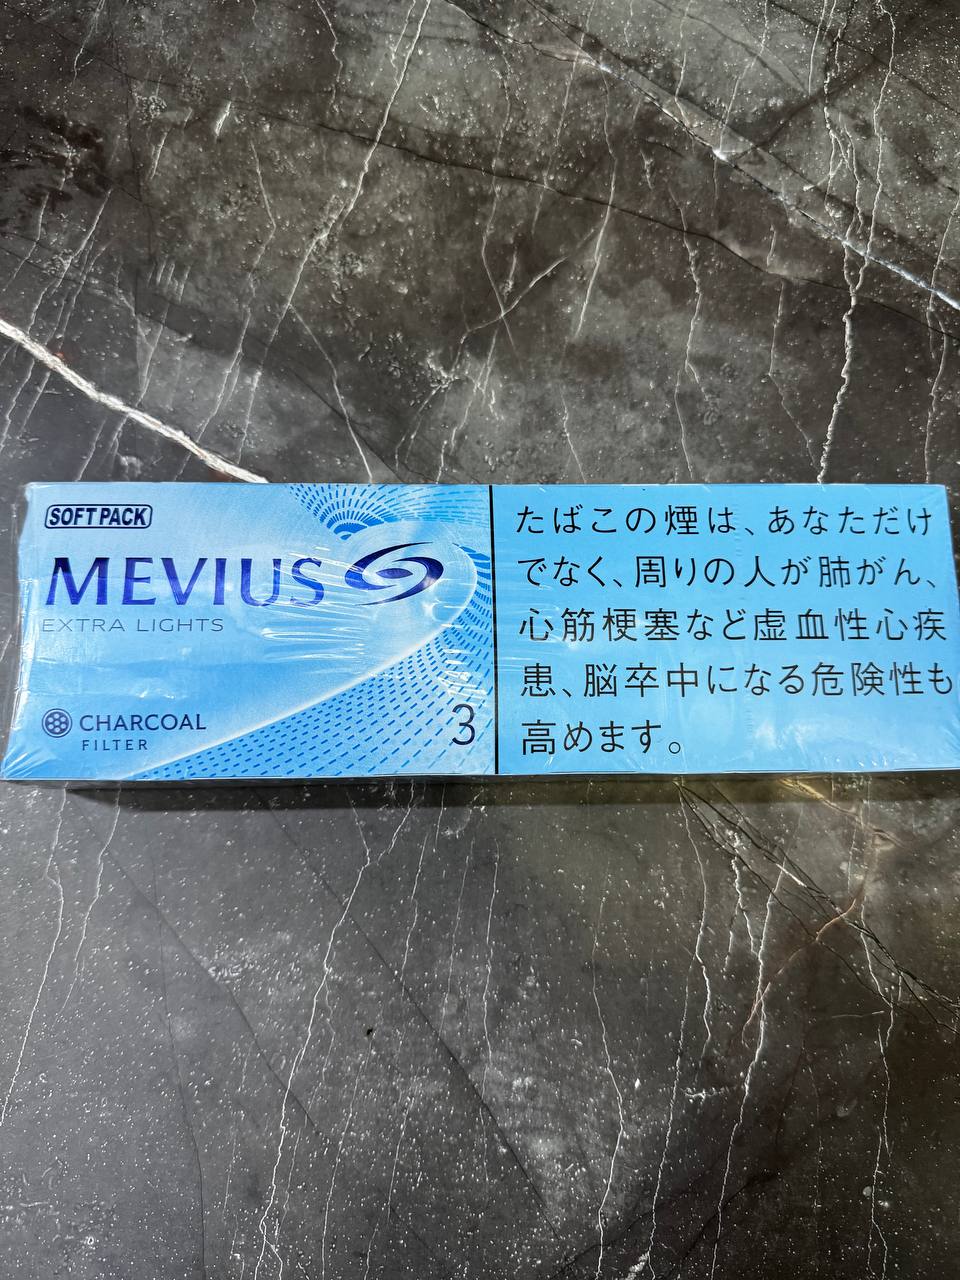 SOFT PACK
MEVIUS
EXTRA LIGHTS
CHARCOAL
FILTER
3
たばこの煙は、あなただけ
でなく、周りの人が肺がん、
心筋梗塞など虚血性心疾
患、脳卒中になる危険性も
高めます。